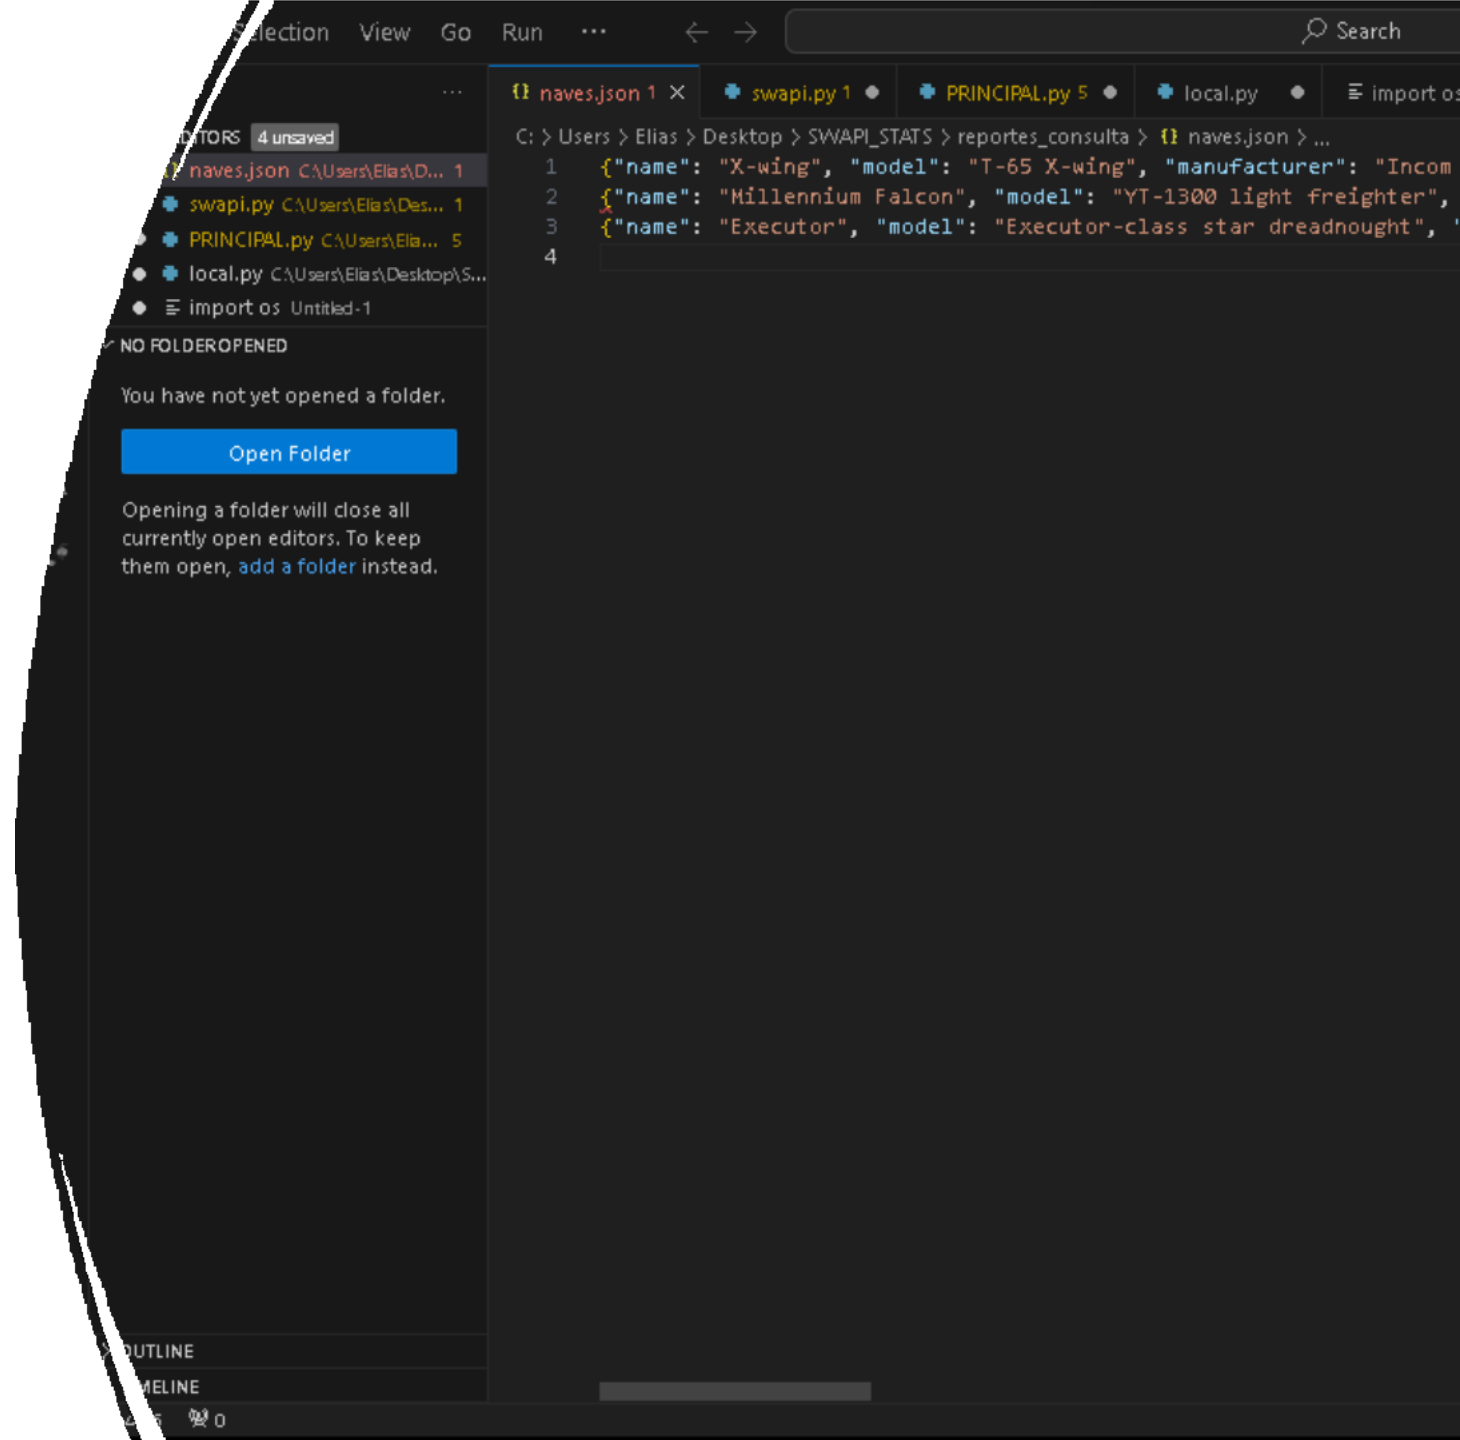 Selection View Go Run ··· ← → Search
···
naves.json 1 × swapi.py 1 PRINCIPAL.py 5 local.py import os
4 unsaved
C: > Users > Elias > Desktop > SWAPI_STATS > reportes_consulta > {} naves.json > ...
naves.json C:\Users\Elias\D... 1
swapi.py C:\Users\Elias\Des... 1
PRINCIPAL.py C:\Users\Elia... 5
local.py C:\Users\Elias\Desktop\S...
import os Untitled-1
1 {"name": "X-wing", "model": "T-65 X-wing", "manufacturer": "Incom
2 {"name": "Millennium Falcon", "model": "YT-1300 light freighter",
3 {"name": "Executor", "model": "Executor-class star dreadnought", "
4
NO FOLDER OPENED
You have not yet opened a folder.
Open Folder
Opening a folder will close all
currently open editors. To keep
them open, add a folder instead.
OUTLINE
TIMELINE
0